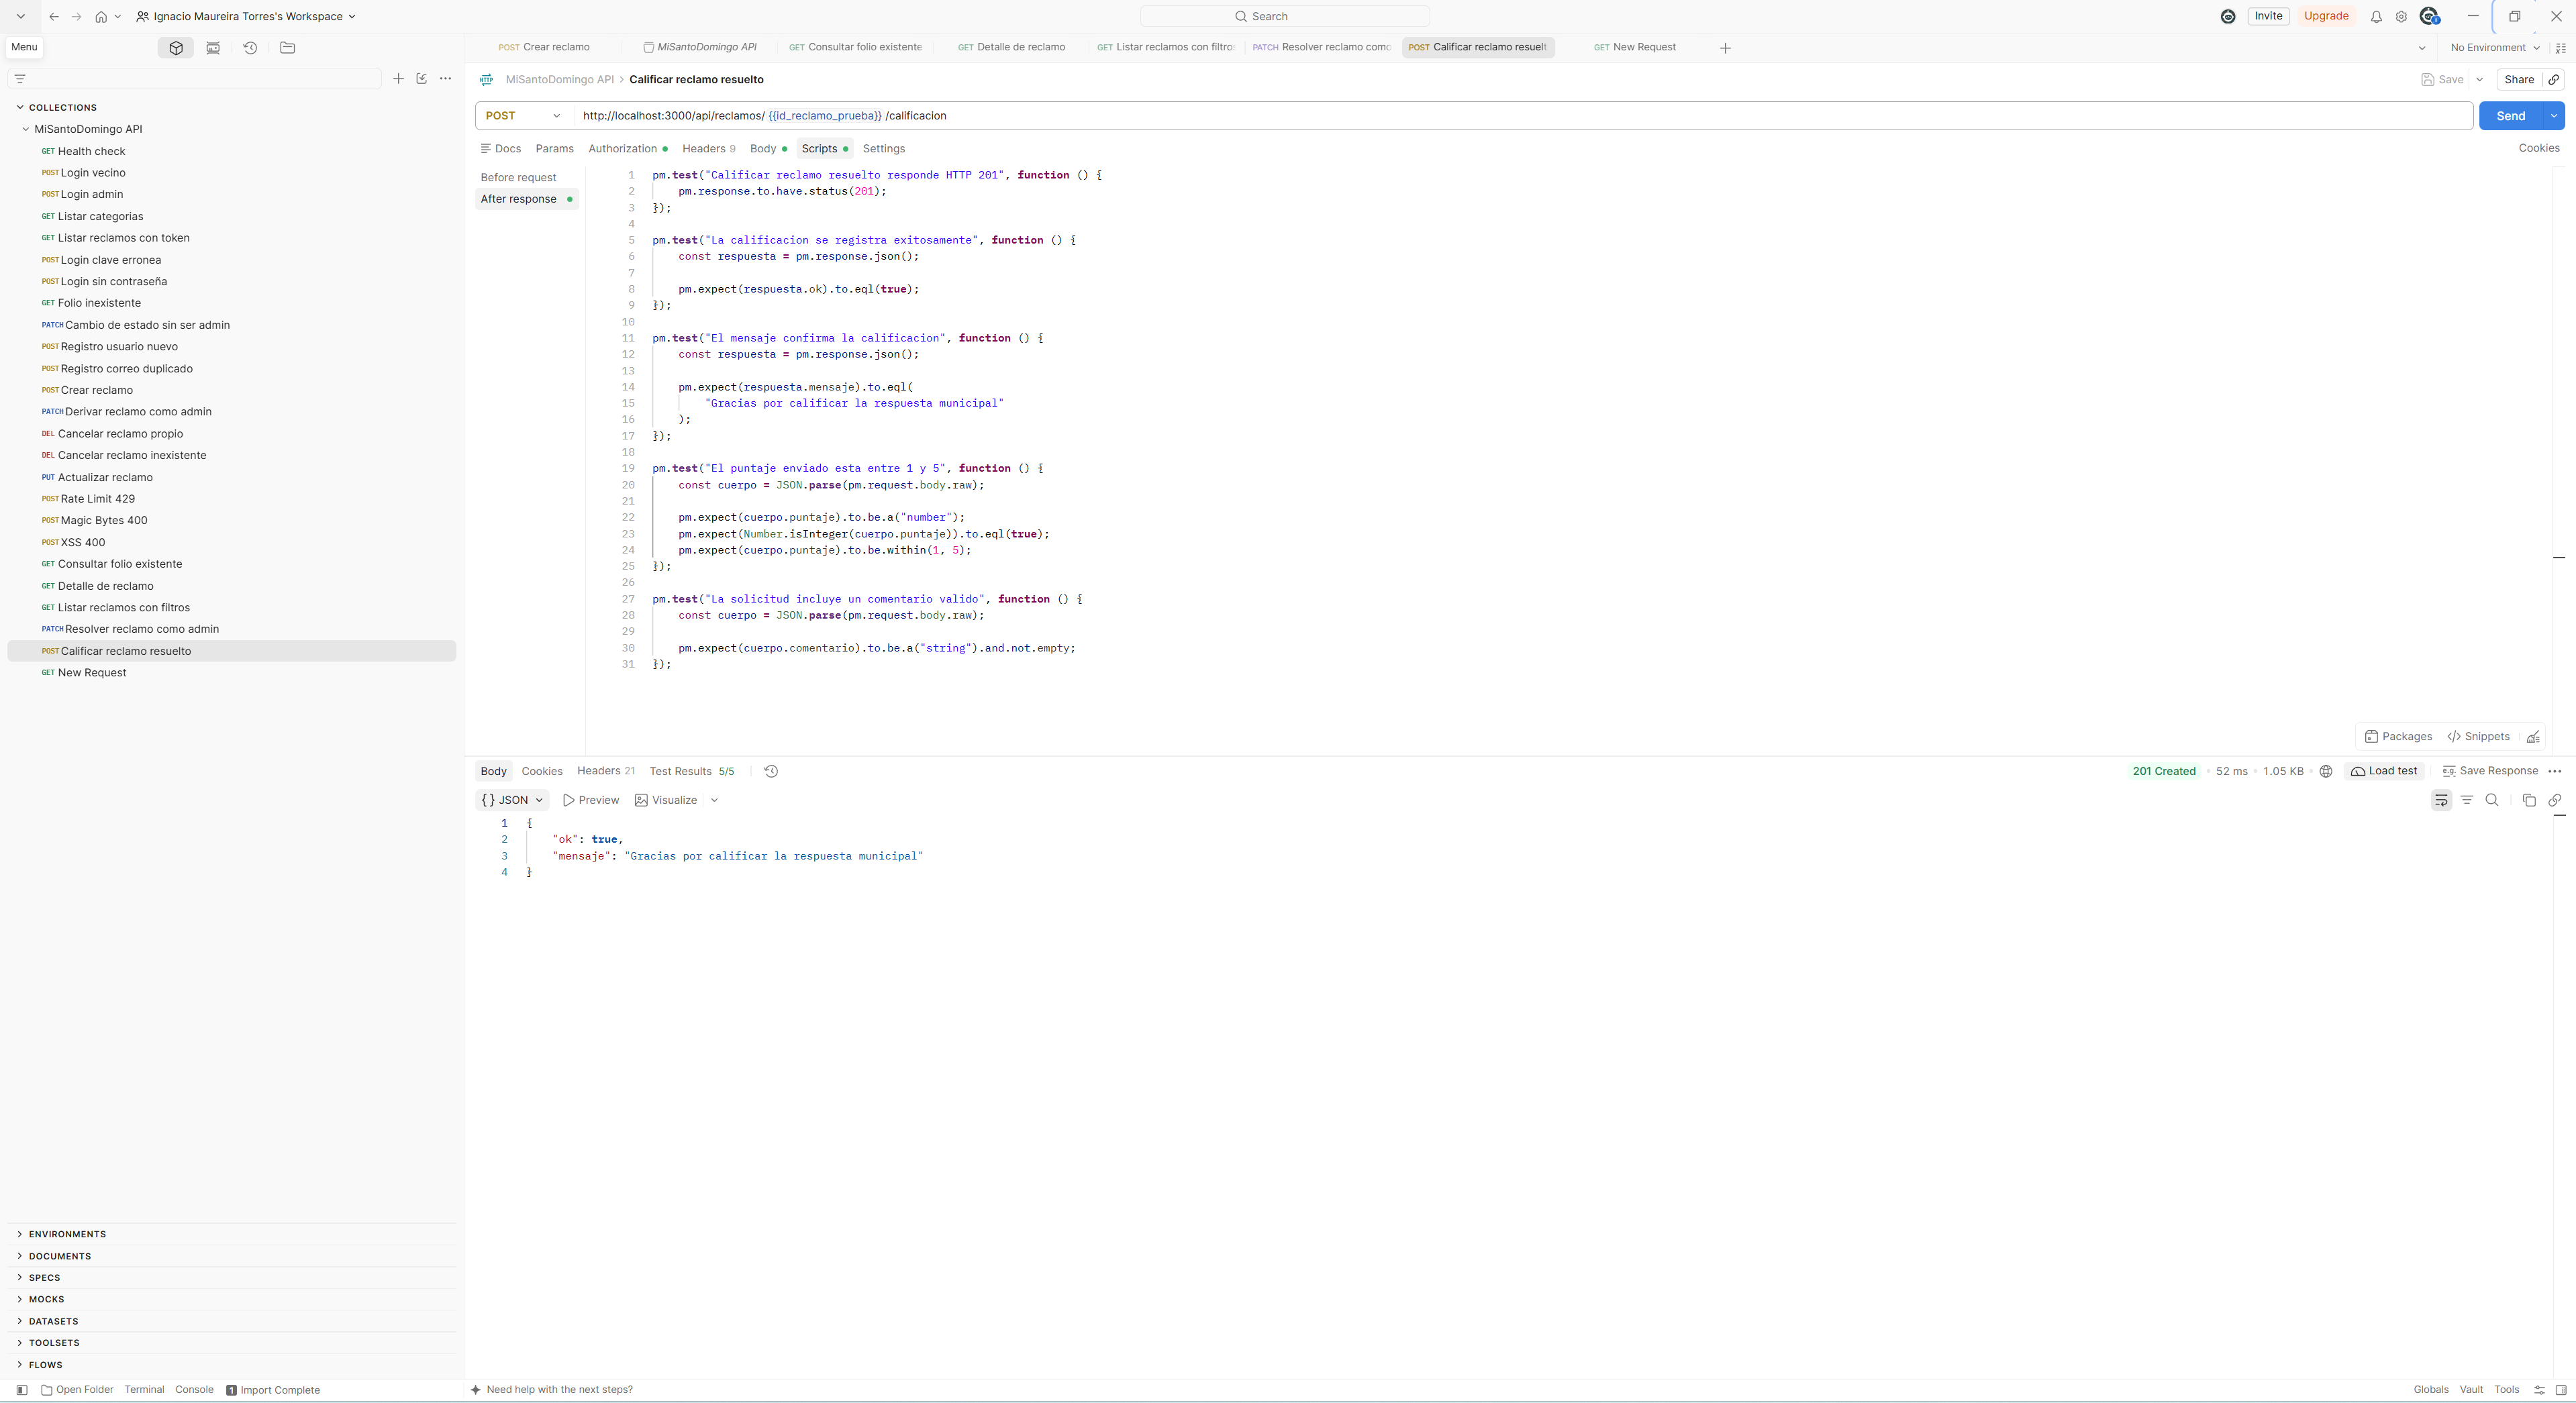 Ignacio Maureira Torres's Workspace
Search
Invite
Upgrade
Menu
POST Crear reclamo
MiSantoDomingo API
GET Consultar folio existente
GET Detalle de reclamo
GET Listar reclamos con filtro
PATCH Resolver reclamo como
POST Calificar reclamo resuelt
GET New Request
No Environment
COLLECTIONS
MiSantoDomingo API
GET Health check
POST Login vecino
POST Login admin
GET Listar categorias
GET Listar reclamos con token
POST Login clave erronea
POST Login sin contraseña
GET Folio inexistente
PATCH Cambio de estado sin ser admin
POST Registro usuario nuevo
POST Registro correo duplicado
POST Crear reclamo
PATCH Derivar reclamo como admin
DEL Cancelar reclamo propio
DEL Cancelar reclamo inexistente
PUT Actualizar reclamo
POST Rate Limit 429
POST Magic Bytes 400
POST XSS 400
GET Consultar folio existente
GET Detalle de reclamo
GET Listar reclamos con filtros
PATCH Resolver reclamo como admin
POST Calificar reclamo resuelto
GET New Request
ENVIRONMENTS
DOCUMENTS
SPECS
MOCKS
DATASETS
TOOLSETS
FLOWS
HTTP MiSantoDomingo API > Calificar reclamo resuelto
Save
Share
POST http://localhost:3000/api/reclamos/ {{id_reclamo_prueba}} /calificacion
Send
Docs Params Authorization Headers 9 Body Scripts Settings
Cookies
Before request
After response
1 pm.test("Calificar reclamo resuelto responde HTTP 201", function () {
2 pm.response.to.have.status(201);
3 });
4
5 pm.test("La calificacion se registra exitosamente", function () {
6 const respuesta = pm.response.json();
7
8 pm.expect(respuesta.ok).to.eql(true);
9 });
10
11 pm.test("El mensaje confirma la calificacion", function () {
12 const respuesta = pm.response.json();
13
14 pm.expect(respuesta.mensaje).to.eql(
15 "Gracias por calificar la respuesta municipal"
16 );
17 });
18
19 pm.test("El puntaje enviado esta entre 1 y 5", function () {
20 const cuerpo = JSON.parse(pm.request.body.raw);
21
22 pm.expect(cuerpo.puntaje).to.be.a("number");
23 pm.expect(Number.isInteger(cuerpo.puntaje)).to.eql(true);
24 pm.expect(cuerpo.puntaje).to.be.within(1, 5);
25 });
26
27 pm.test("La solicitud incluye un comentario valido", function () {
28 const cuerpo = JSON.parse(pm.request.body.raw);
29
30 pm.expect(cuerpo.comentario).to.be.a("string").and.not.empty;
31 });
Packages
Snippets
Body Cookies Headers 21 Test Results 5/5
201 Created • 52 ms • 1.05 KB
Load test
e.g. Save Response
{} JSON
Preview
Visualize
1 {
2 "ok": true,
3 "mensaje": "Gracias por calificar la respuesta municipal"
4 }
Open Folder Terminal Console 1 Import Complete
Need help with the next steps?
Globals Vault Tools